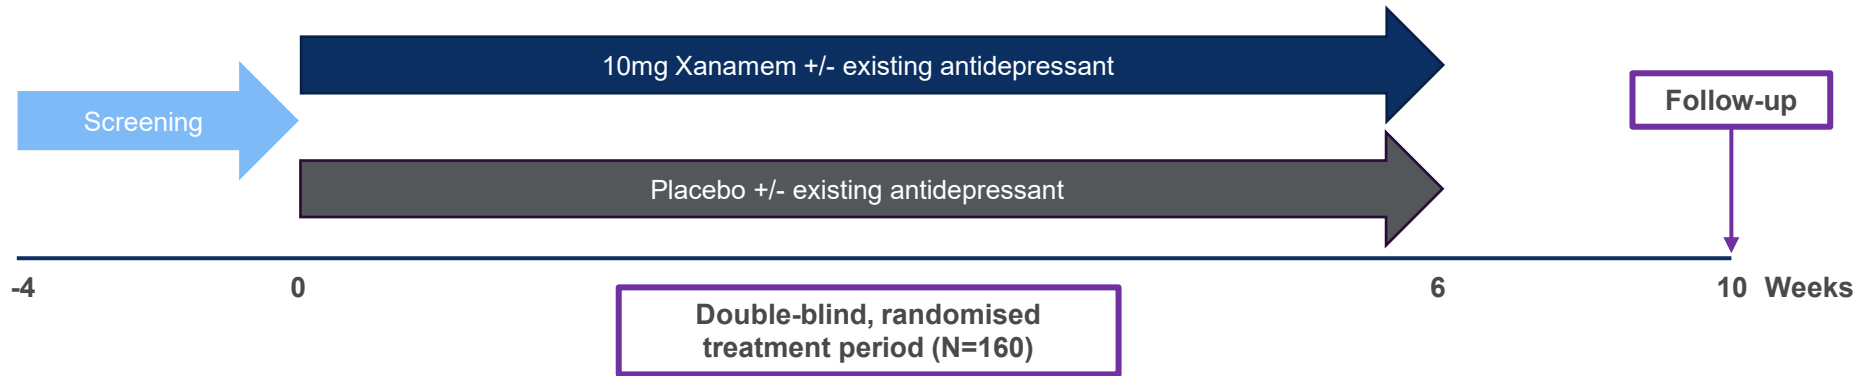 10mg Xanamem +/- existing antidepressant
Screening
Follow-up
Placebo +/- existing antidepressant
-4 0 6 10 Weeks
Double-blind, randomised
treatment period (N=160)